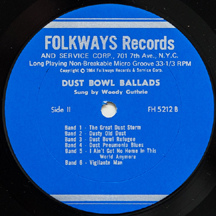 FOLKWAYS Records
AND SERVICE CORP., 701 7th AVE., N.Y.C.
Long Playing Non-Breakable Micro Groove 33-1/3 RPM
Copyright © 1964 Folkways Records & Service Corp.
DUST BOWL BALLADS
Sung by Woody Guthrie
Side II FH 5212 B
Band 1 - The Great Dust Storm
Band 2 - Dusty Old Dust
Band 3 - Dust Bowl Refugee
Band 4 - Dust Pneumonia Blues
Band 5 - I Ain't Got No Home In This
World Anymore
Band 6 - Vigilante Man